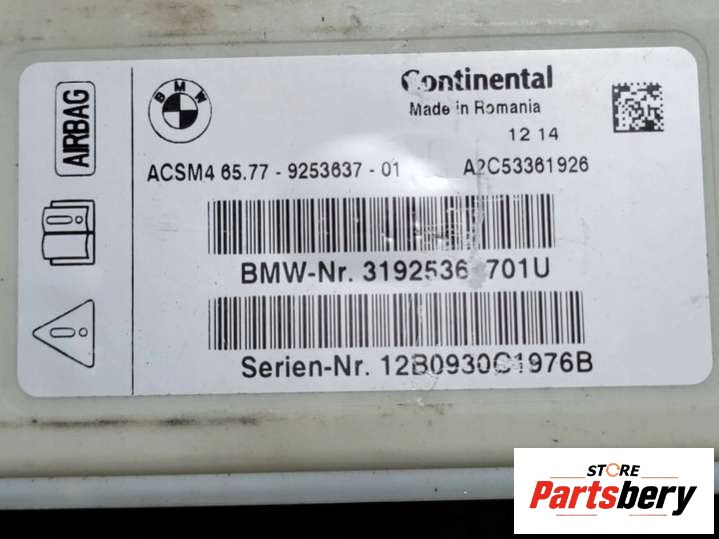 AIRBAG
BMW
Continental
Made in Romania
12 14
ACSM4 65.77 - 9253637 - 01 A2C53361926
BMW-Nr. 3192536 701U
Serien-Nr. 12B0930C1976B
STORE
Partsbery